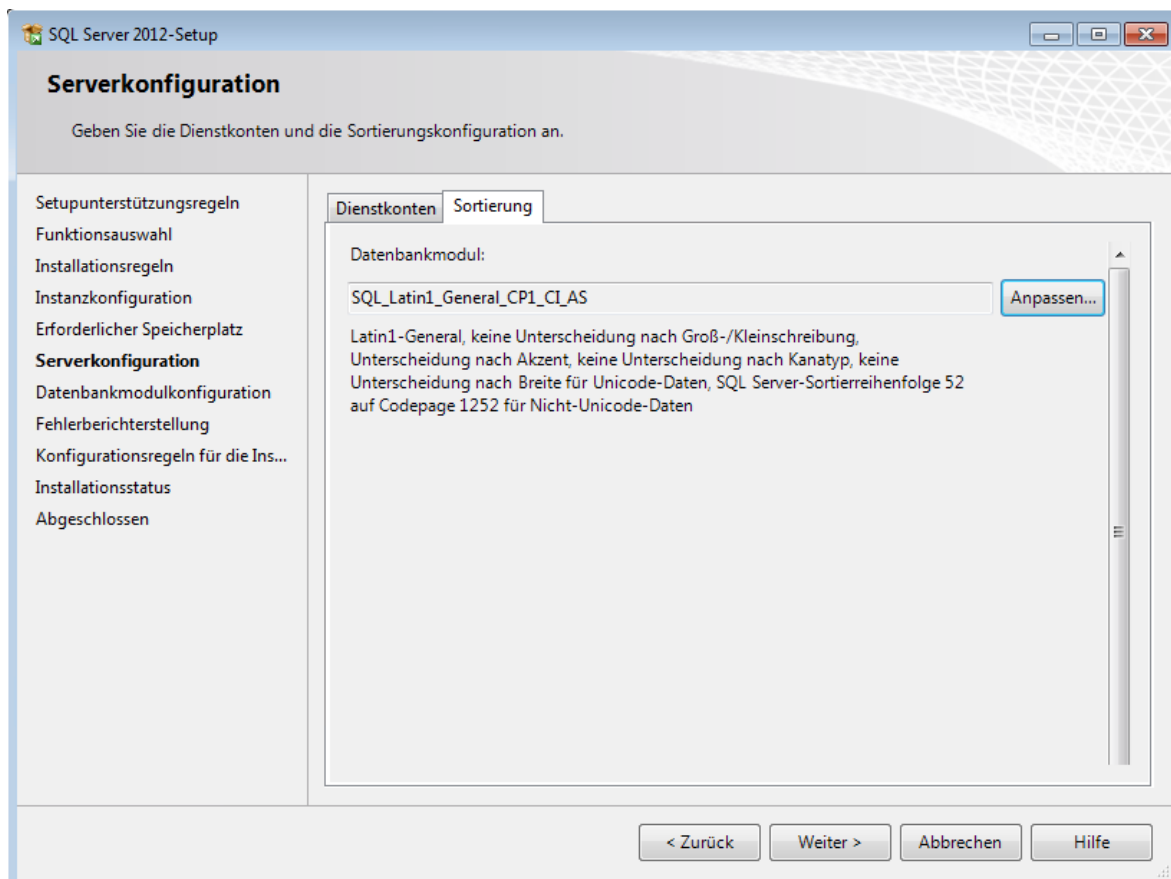 SQL Server 2012-Setup
Serverkonfiguration
Geben Sie die Dienstkonten und die Sortierungskonfiguration an.
Setupunterstützungsregeln
Funktionsauswahl
Installationsregeln
Instanzkonfiguration
Erforderlicher Speicherplatz
Serverkonfiguration
Datenbankmodulkonfiguration
Fehlerberichterstellung
Konfigurationsregeln für die Ins...
Installationsstatus
Abgeschlossen
Dienstkonten Sortierung
Datenbankmodul:
SQL_Latin1_General_CP1_CI_AS Anpassen...
Latin1-General, keine Unterscheidung nach Groß-/Kleinschreibung,
Unterscheidung nach Akzent, keine Unterscheidung nach Kanatyp, keine
Unterscheidung nach Breite für Unicode-Daten, SQL Server-Sortierreihenfolge 52
auf Codepage 1252 für Nicht-Unicode-Daten
< Zurück Weiter > Abbrechen Hilfe